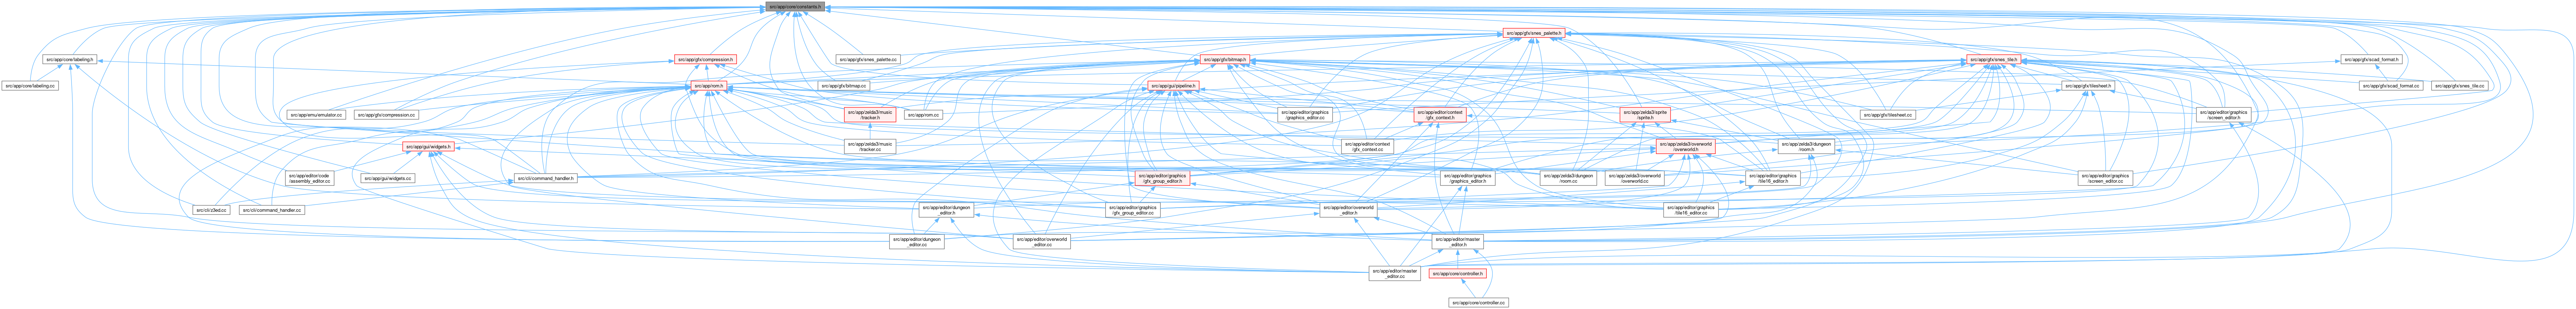 src/app/core/constants.h
src/app/gfx/snes_palette.h
src/app/core/labeling.h
src/app/gfx/compression.h
src/app/gfx/snes_palette.cc
src/app/gfx/bitmap.h
src/app/gfx/snes_tile.h
src/app/gfx/scad_format.h
src/app/core/labeling.cc
src/app/rom.h
src/app/gfx/bitmap.cc
src/app/gui/pipeline.h
src/app/gfx/tilesheet.h
src/app/gfx/scad_format.cc
src/app/gfx/snes_tile.cc
src/app/emu/emulator.cc
src/app/gfx/compression.cc
src/app/zelda3/music
/tracker.h
src/app/rom.cc
src/app/editor/graphics
/graphics_editor.cc
src/app/editor/context
/gfx_context.h
src/app/zelda3/sprite
/sprite.h
src/app/gfx/tilesheet.cc
src/app/editor/graphics
/screen_editor.h
src/app/gui/widgets.h
src/app/zelda3/music
/tracker.cc
src/app/editor/context
/gfx_context.cc
src/app/zelda3/overworld
/overworld.h
src/app/zelda3/dungeon
/room.h
src/app/editor/code
/assembly_editor.cc
src/app/gui/widgets.cc
src/cli/command_handler.h
src/app/editor/graphics
/gfx_group_editor.h
src/app/editor/graphics
/graphics_editor.h
src/app/zelda3/dungeon
/room.cc
src/app/zelda3/overworld
/overworld.cc
src/app/editor/graphics
/tile16_editor.h
src/app/editor/graphics
/screen_editor.cc
src/cli/z3ed.cc
src/cli/command_handler.cc
src/app/editor/dungeon
_editor.h
src/app/editor/graphics
/gfx_group_editor.cc
src/app/editor/overworld
_editor.h
src/app/editor/graphics
/tile16_editor.cc
src/app/editor/dungeon
_editor.cc
src/app/editor/overworld
_editor.cc
src/app/editor/master
_editor.h
src/app/editor/master
_editor.cc
src/app/core/controller.h
src/app/core/controller.cc